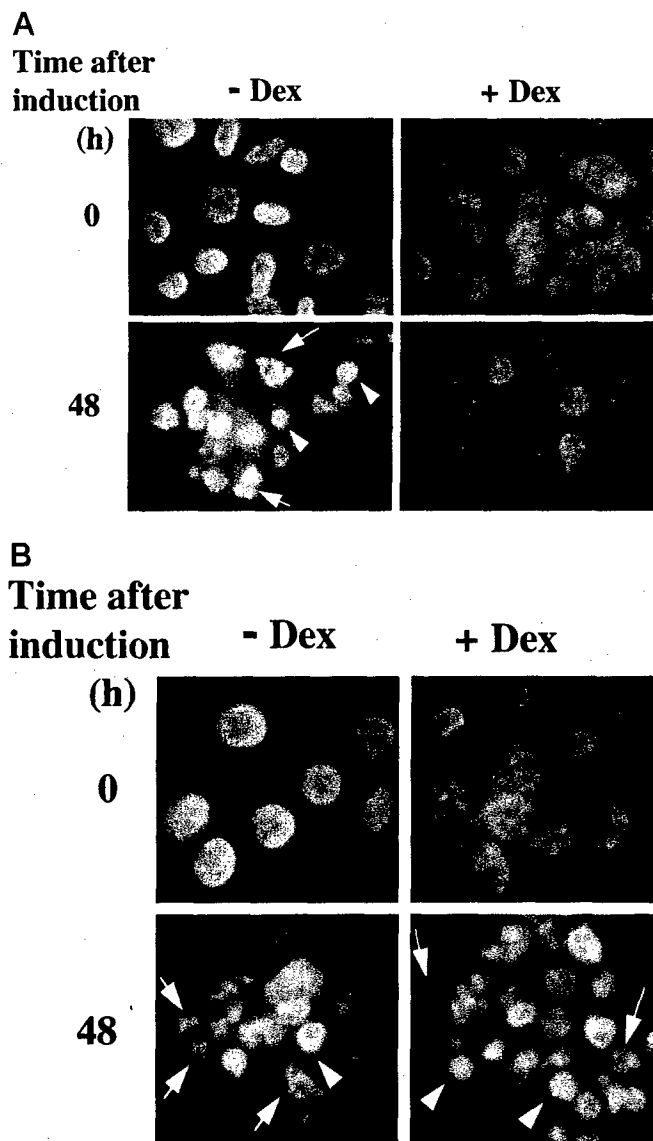 A
Time after
induction - Dex + Dex
(h)
0
48
B
Time after
induction - Dex + Dex
(h)
0
48